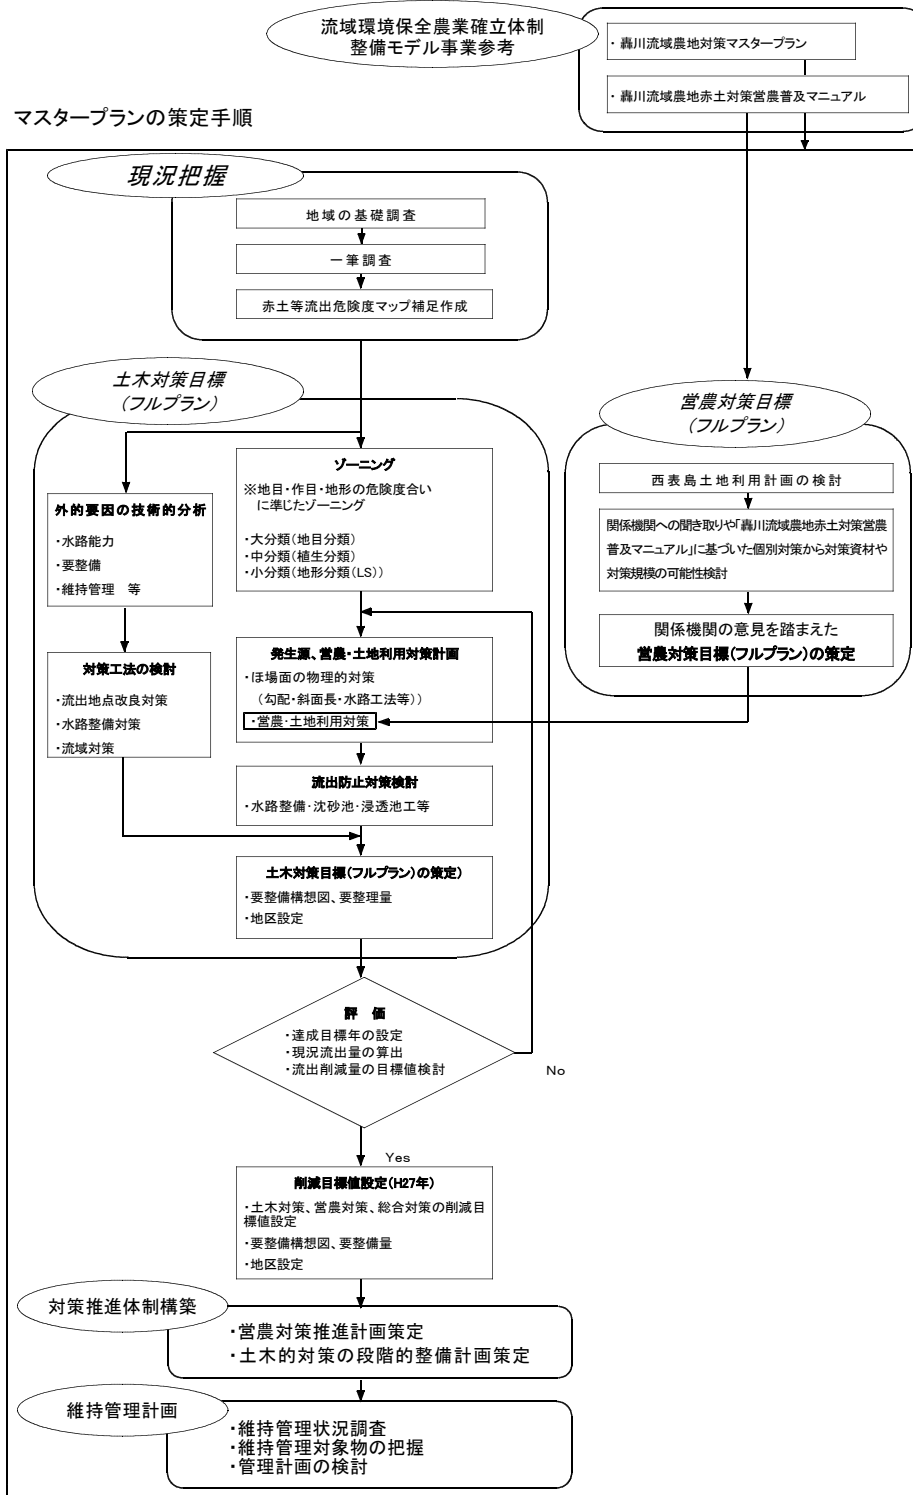 流域環境保全農業確立体制
整備モデル事業参考
・轟川流域農地対策マスタープラン
・轟川流域農地赤土対策営農普及マニュアル
マスタープランの策定手順
現況把握
地域の基礎調査
一筆調査
赤土等流出危険度マップ補足作成
土木対策目標
(フルプラン)
ゾーニング
※地目・作目・地形の危険度合い
に準じたゾーニング
・大分類(地目分類)
・中分類(植生分類)
・小分類(地形分類(LS))
外的要因の技術的分析
・水路能力
・要整備
・維持管理 等
対策工法の検討
・流出地点改良対策
・水路整備対策
・流域対策
発生源、営農・土地利用対策計画
・ほ場面の物理的対策
(勾配・斜面長・水路工法等))
・営農・土地利用対策
流出防止対策検討
・水路整備・沈砂池・浸透池工等
土木対策目標(フルプラン)の策定)
・要整備構想図、要整理量
・地区設定
営農対策目標
(フルプラン)
西表島土地利用計画の検討
関係機関への聞き取りや「轟川流域農地赤土対策営農
普及マニュアル」に基づいた個別対策から対策資材や
対策規模の可能性検討
関係機関の意見を踏まえた
営農対策目標(フルプラン)の策定
評 価
・達成目標年の設定
・現況流出量の算出
・流出削減量の目標値検討
No
Yes
削減目標値設定(H27年)
・土木対策、営農対策、総合対策の削減目
標値設定
・要整備構想図、要整備量
・地区設定
対策推進体制構築
・営農対策推進計画策定
・土木的対策の段階的整備計画策定
維持管理計画
・維持管理状況調査
・維持管理対象物の把握
・管理計画の検討